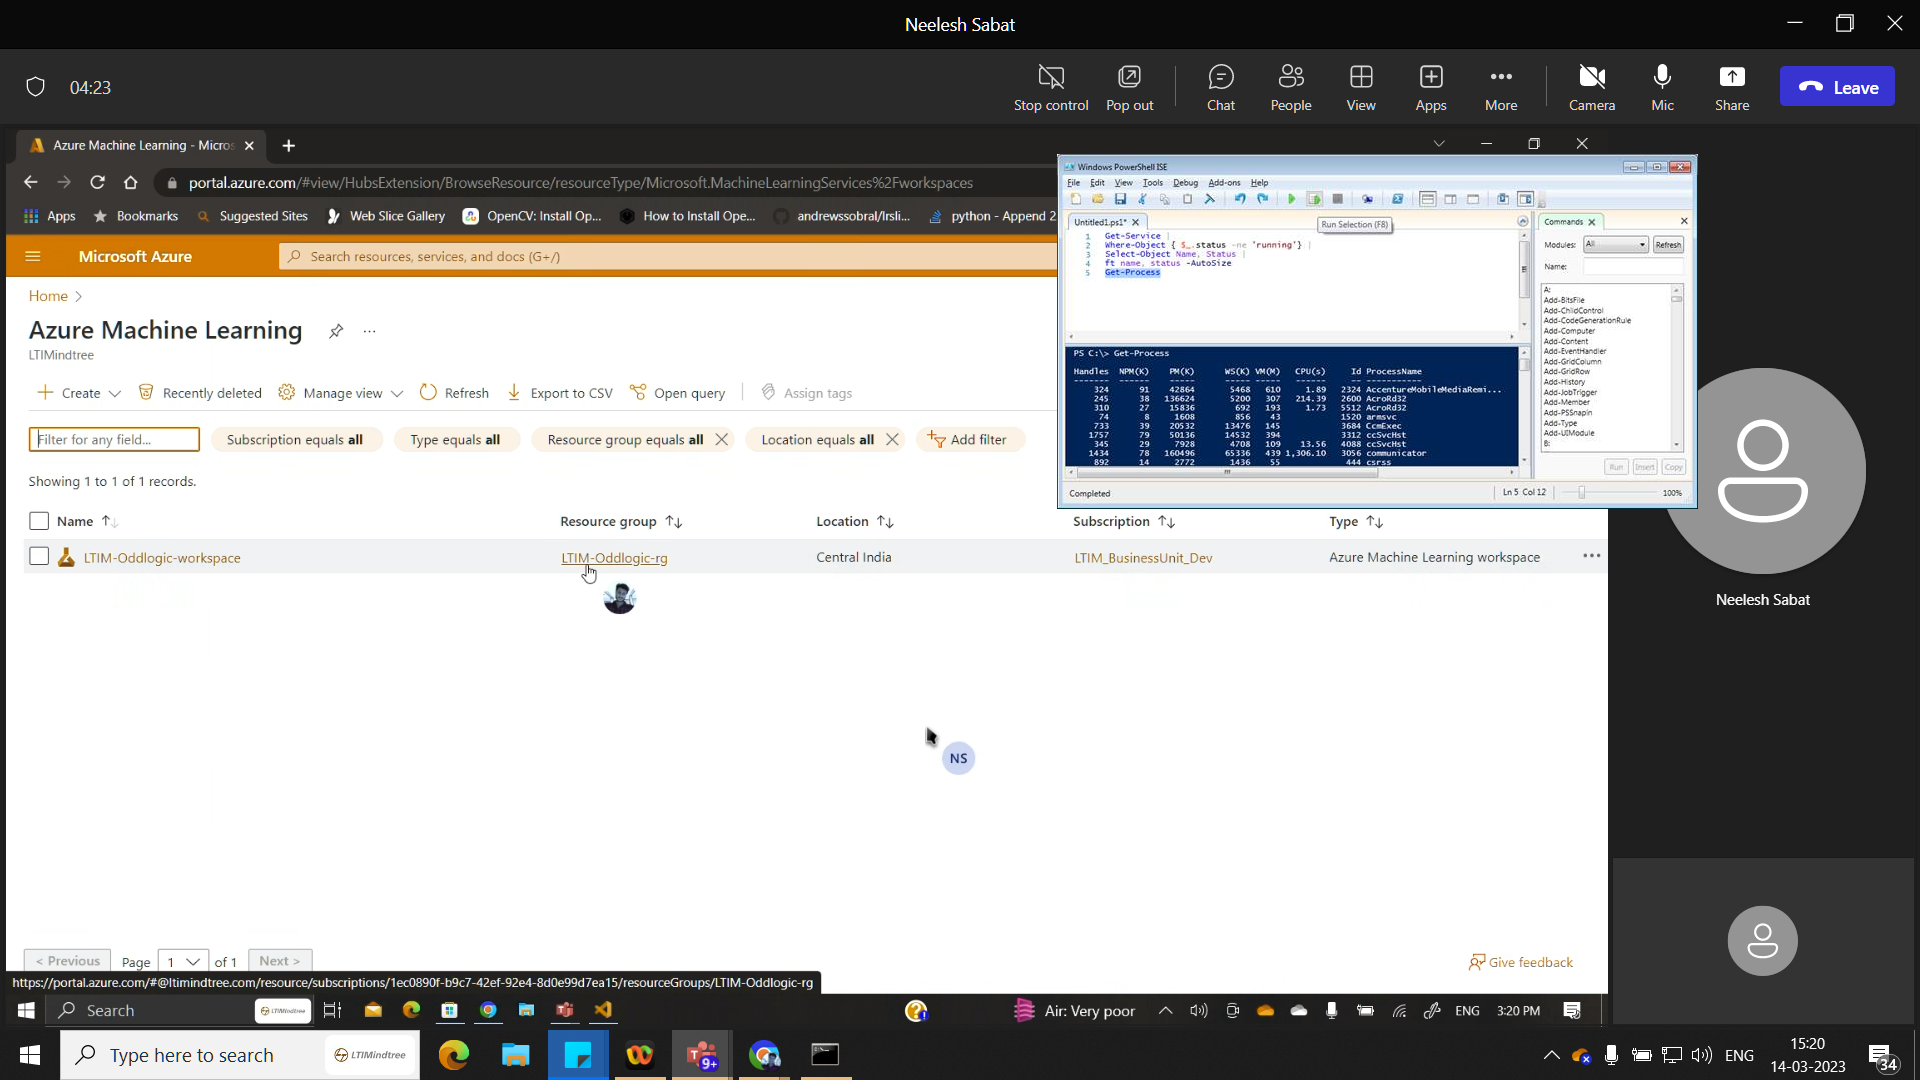 Neelesh Sabat
04:23
Stop control
Pop out
Chat
People
View
Apps
More
Camera
Mic
Share
Leave
Azure Machine Learning - Micros
portal.azure.com/#view/HubsExtension/BrowseResource/resourceType/Microsoft.MachineLearningServices%2Fworkspaces
Apps
Bookmarks
Suggested Sites
Web Slice Gallery
OpenCV: Install Op...
How to Install Ope...
andrewssobral/lrsli...
python - Append 2
Microsoft Azure
Search resources, services, and docs (G+/)
Home
Azure Machine Learning
LTIMindtree
Create
Recently deleted
Manage view
Refresh
Export to CSV
Open query
Assign tags
Filter for any field...
Subscription equals all
Type equals all
Resource group equals all
Location equals all
Add filter
Showing 1 to 1 of 1 records.
Name
Resource group
Location
Subscription
Type
LTIM-Oddlogic-workspace
LTIM-Oddlogic-rg
Central India
LTIM_BusinessUnit_Dev
Azure Machine Learning workspace
NS
< Previous
Page
1
of 1
Next >
Give feedback
https://portal.azure.com/#@ltimindtree.com/resource/subscriptions/1ec0890f-b9c7-42ef-92e4-8d0e99d7ea15/resourceGroups/LTIM-Oddlogic-rg
Windows PowerShell ISE
File Edit View Tools Debug Add-ons Help
Untitled1.ps1*
Run Selection (F8)
1 Get-Service |
2 Where-Object { $_.status -ne 'running'} |
3 Select-Object Name, Status |
4 ft name, status -AutoSize
5 Get-Process
PS C:\> Get-Process
Handles NPM(K) PM(K) WS(K) VM(M) CPU(s) Id ProcessName
324 91 42864 5468 610 1.89 2324 AccentureMobileMediaRemi...
245 38 136624 5200 307 214.39 2600 AcroRd32
310 27 15836 692 193 1.73 5512 AcroRd32
74 8 1608 856 43 1520 armsvc
733 39 20532 13476 145 3684 CcmExec
1757 79 50136 14532 394 3312 ccSvcHst
345 29 7928 4708 109 13.56 4088 ccSvcHst
1434 78 160496 65336 439 1,306.10 3056 communicator
892 14 2772 1436 55 444 csrss
Completed
Ln 5 Col 12
100%
Commands
Modules: All
Refresh
Name:
A:
Add-BitsFile
Add-ChildControl
Add-CodeGenerationRule
Add-Computer
Add-Content
Add-EventHandler
Add-GridColumn
Add-GridRow
Add-History
Add-JobTrigger
Add-Member
Add-PSSnapin
Add-Type
Add-UIModule
B:
Run
Insert
Copy
Neelesh Sabat
Search
LTIMindtree
Air: Very poor
ENG
3:20 PM
Type here to search
LTIMindtree
9+
ENG
15:20
14-03-2023
34